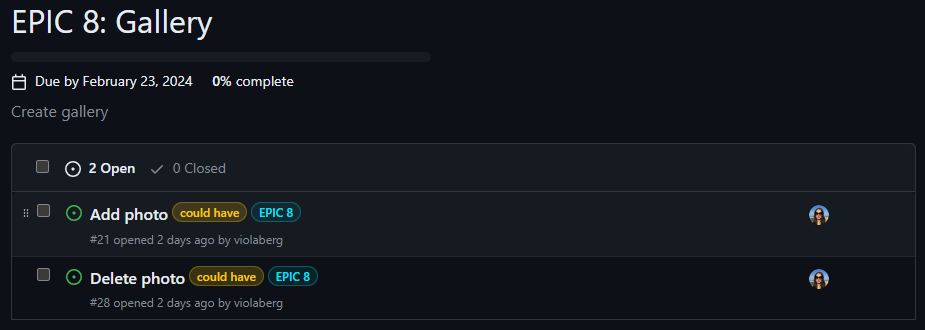 EPIC 8: Gallery
Due by February 23, 2024 0% complete
Create gallery
2 Open 0 Closed
Add photo could have EPIC 8
#21 opened 2 days ago by violaberg
Delete photo could have EPIC 8
#28 opened 2 days ago by violaberg